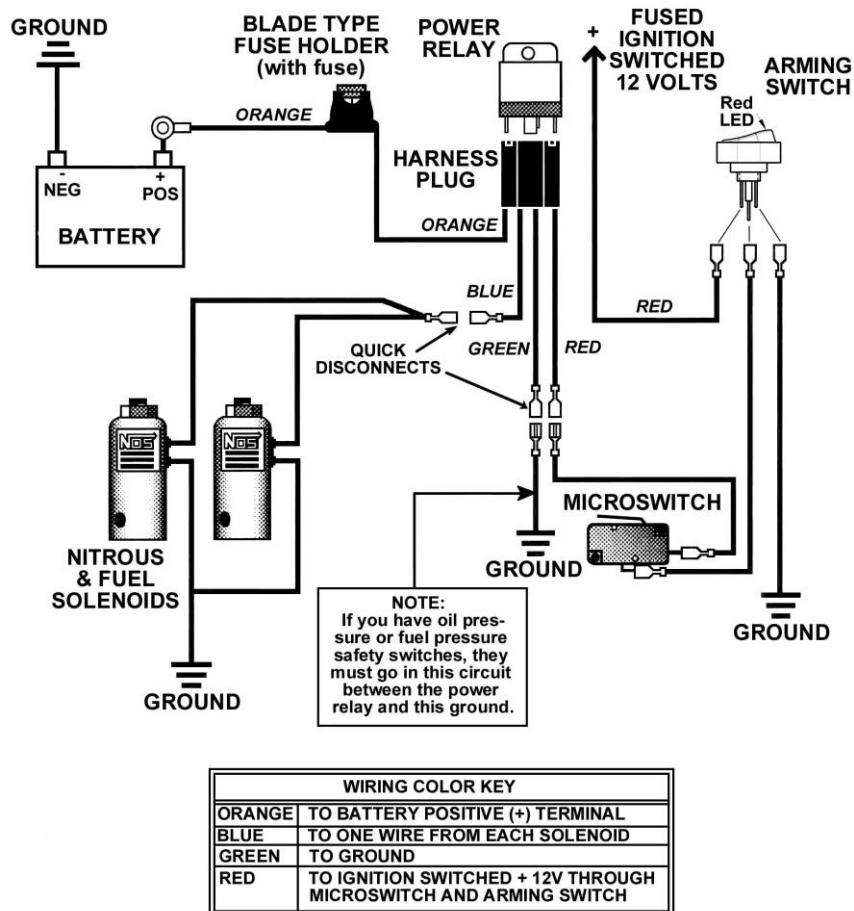 GROUND
BLADE TYPE
FUSE HOLDER
(with fuse)
POWER
RELAY
+
FUSED
IGNITION
SWITCHED
12 VOLTS
ARMING
SWITCH
Red
LED
ORANGE
HARNESS
PLUG
-
NEG
+
POS
BATTERY
ORANGE
BLUE
RED
QUICK
DISCONNECTS
GREEN
RED
NOS
NOS
MICROSWITCH
NITROUS
& FUEL
SOLENOIDS
GROUND
GROUND
GROUND
NOTE:
If you have oil pres-
sure or fuel pressure
safety switches, they
must go in this circuit
between the power
relay and this ground.
WIRING COLOR KEY
ORANGE TO BATTERY POSITIVE (+) TERMINAL
BLUE TO ONE WIRE FROM EACH SOLENOID
GREEN TO GROUND
RED TO IGNITION SWITCHED + 12V THROUGH
MICROSWITCH AND ARMING SWITCH